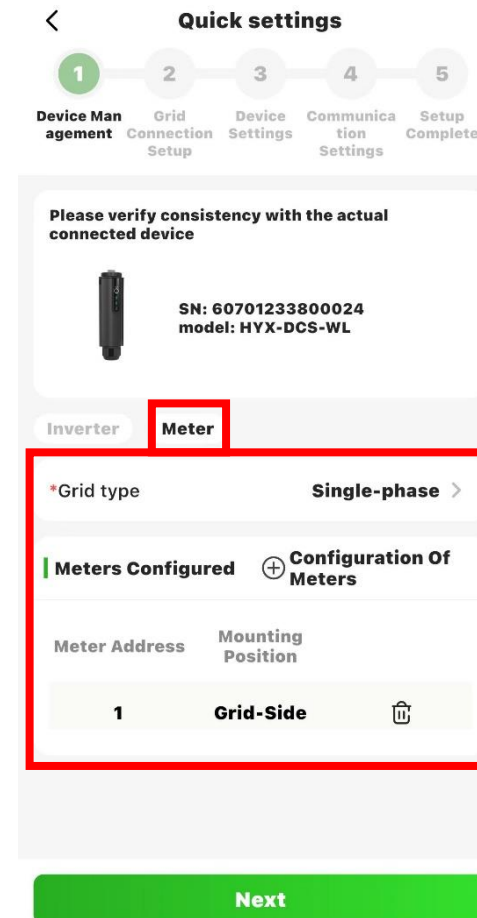 Quick settings
1 2 3 4 5
Device Man
agement
Grid
Connection
Setup
Device
Settings
Communica
tion
Settings
Setup
Complete
Please verify consistency with the actual
connected device
SN: 60701233800024
model: HYX-DCS-WL
Inverter Meter
*Grid type Single-phase
Meters Configured
Configuration Of
Meters
Meter Address
Mounting
Position
1 Grid-Side
Next